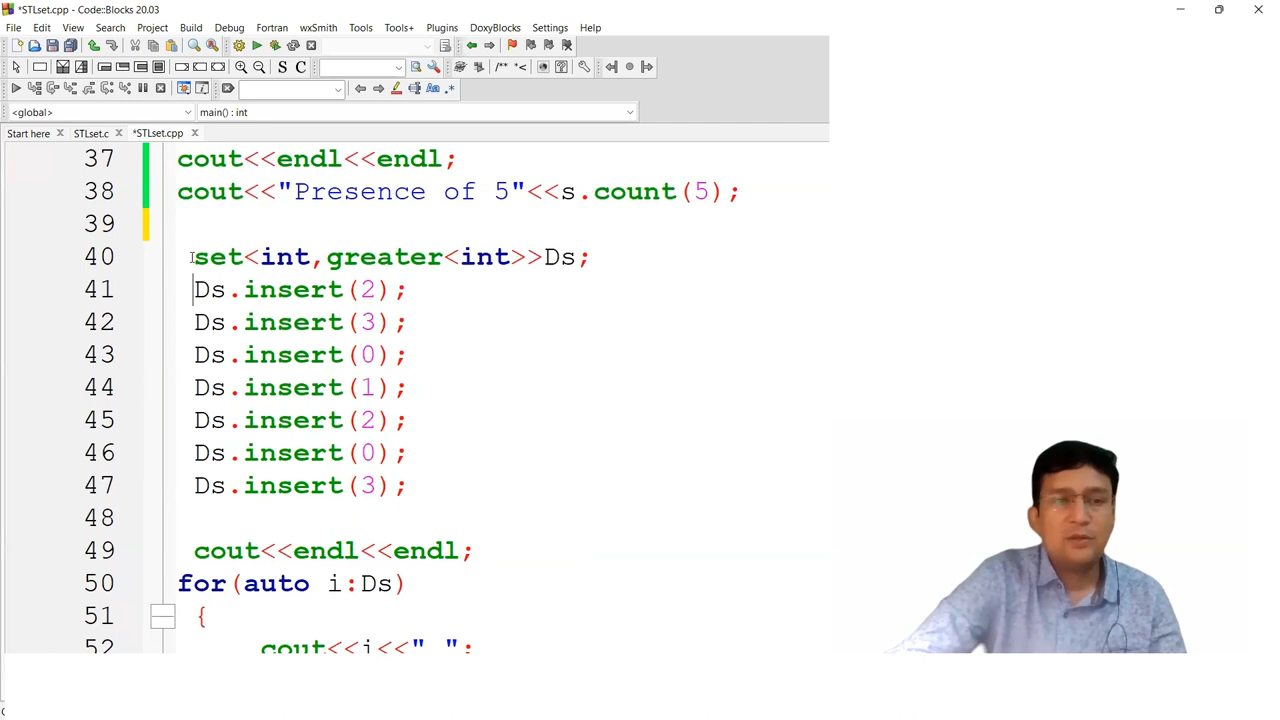 *STLset.cpp - Code::Blocks 20.03
File Edit View Search Project Build Debug Fortran wxSmith Tools Tools+ Plugins DoxyBlocks Settings Help
S C /** *<
Aa .*
<global> main() : int
Start here STLset.c *STLset.cpp
37 cout<<endl<<endl;
38 cout<<"Presence of 5"<<s.count(5);
39
40 set<int,greater<int>>Ds;
41 Ds.insert(2);
42 Ds.insert(3);
43 Ds.insert(0);
44 Ds.insert(1);
45 Ds.insert(2);
46 Ds.insert(0);
47 Ds.insert(3);
48
49 cout<<endl<<endl;
50 for(auto i:Ds)
51 {
52 cout<<i<<" ";